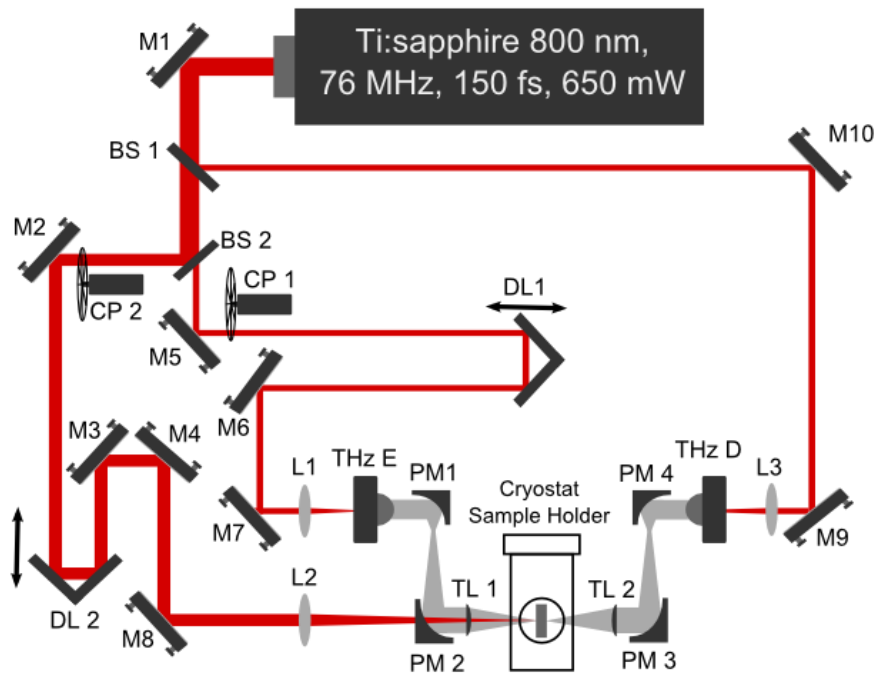 M1
Ti:sapphire 800 nm,
76 MHz, 150 fs, 650 mW
M10
BS 1
M2
BS 2
CP 1
CP 2
DL1
M5
M6
M3
M4
L1
THz E
PM1
Cryostat
Sample Holder
PM 4
THz D
L3
M7
M9
L2
TL 1
TL 2
DL 2
M8
PM 2
PM 3